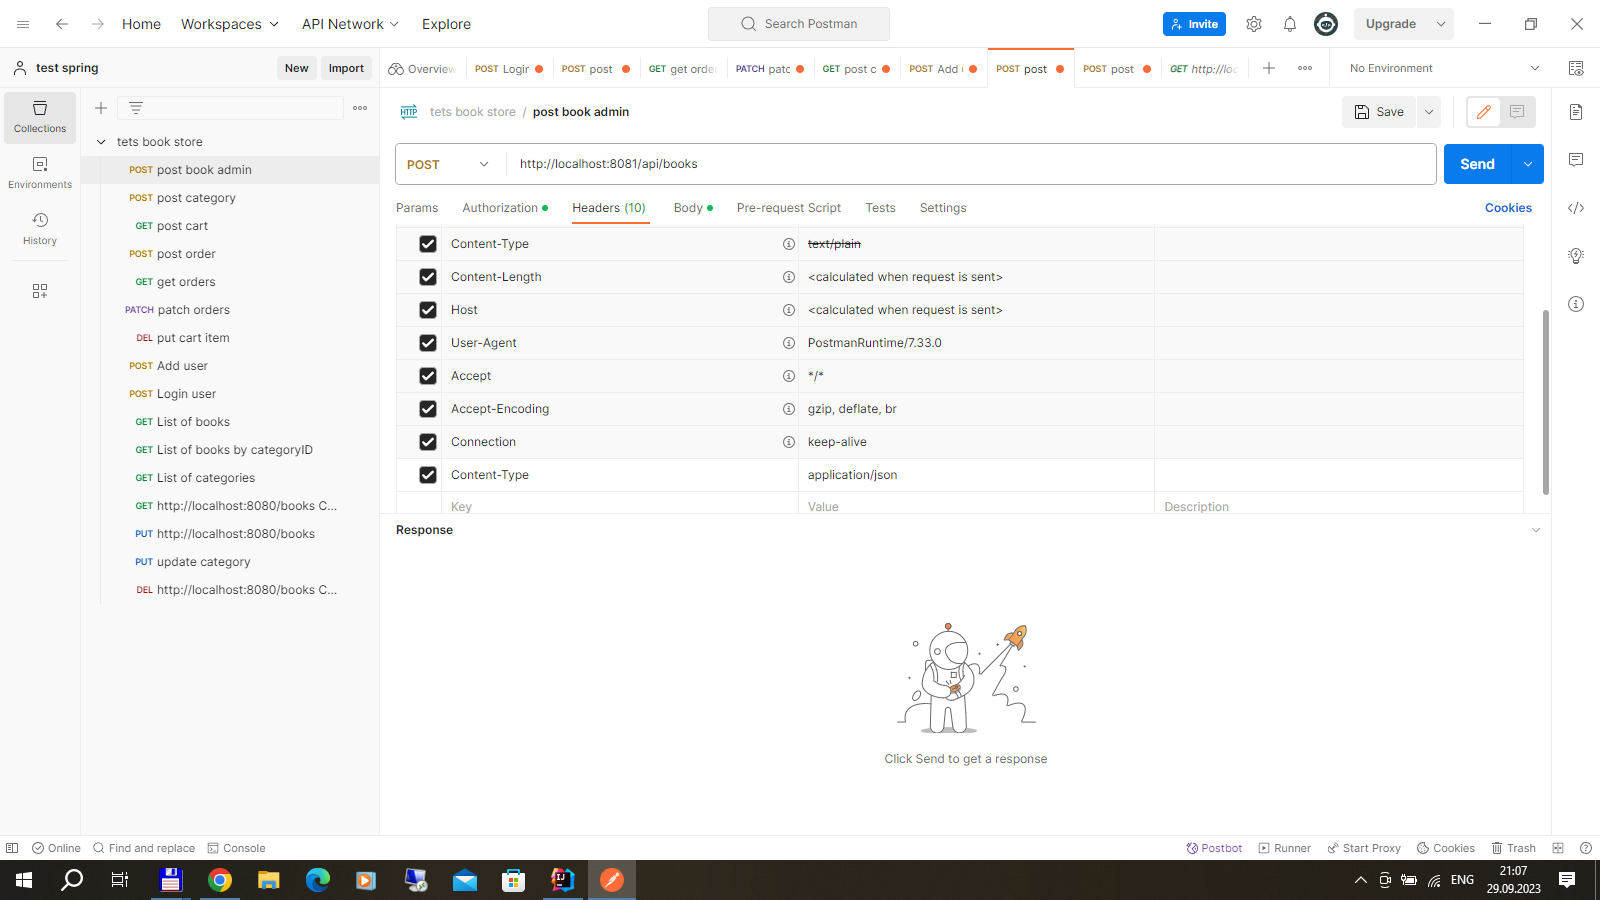 Home Workspaces API Network Explore Search Postman Invite Upgrade
test spring New Import Overview POST Login POST post GET get orde PATCH patc POST Add GET post c POST post POST post GET http://loc No Environment
Collections
Environments
History
tets book store
POST post book admin
POST post category
GET post cart
POST post order
GET get orders
PATCH patch orders
DEL put cart item
POST Add user
POST Login user
GET List of books
GET List of books by categoryID
GET List of categories
GET http://localhost:8080/books C...
PUT http://localhost:8080/books
PUT update category
DEL http://localhost:8080/books C...
HTTP tets book store / post book admin Save
POST http://localhost:8081/api/books Send
Params Authorization Headers (10) Body Pre-request Script Tests Settings Cookies
Content-Type text/plain
Content-Length <calculated when request is sent>
Host <calculated when request is sent>
User-Agent PostmanRuntime/7.33.0
Accept */*
Accept-Encoding gzip, deflate, br
Connection keep-alive
Content-Type application/json
Key Value Description
Response
Click Send to get a response
Online Find and replace Console Postbot Runner Start Proxy Cookies Trash
ENG 21:07
29.09.2023